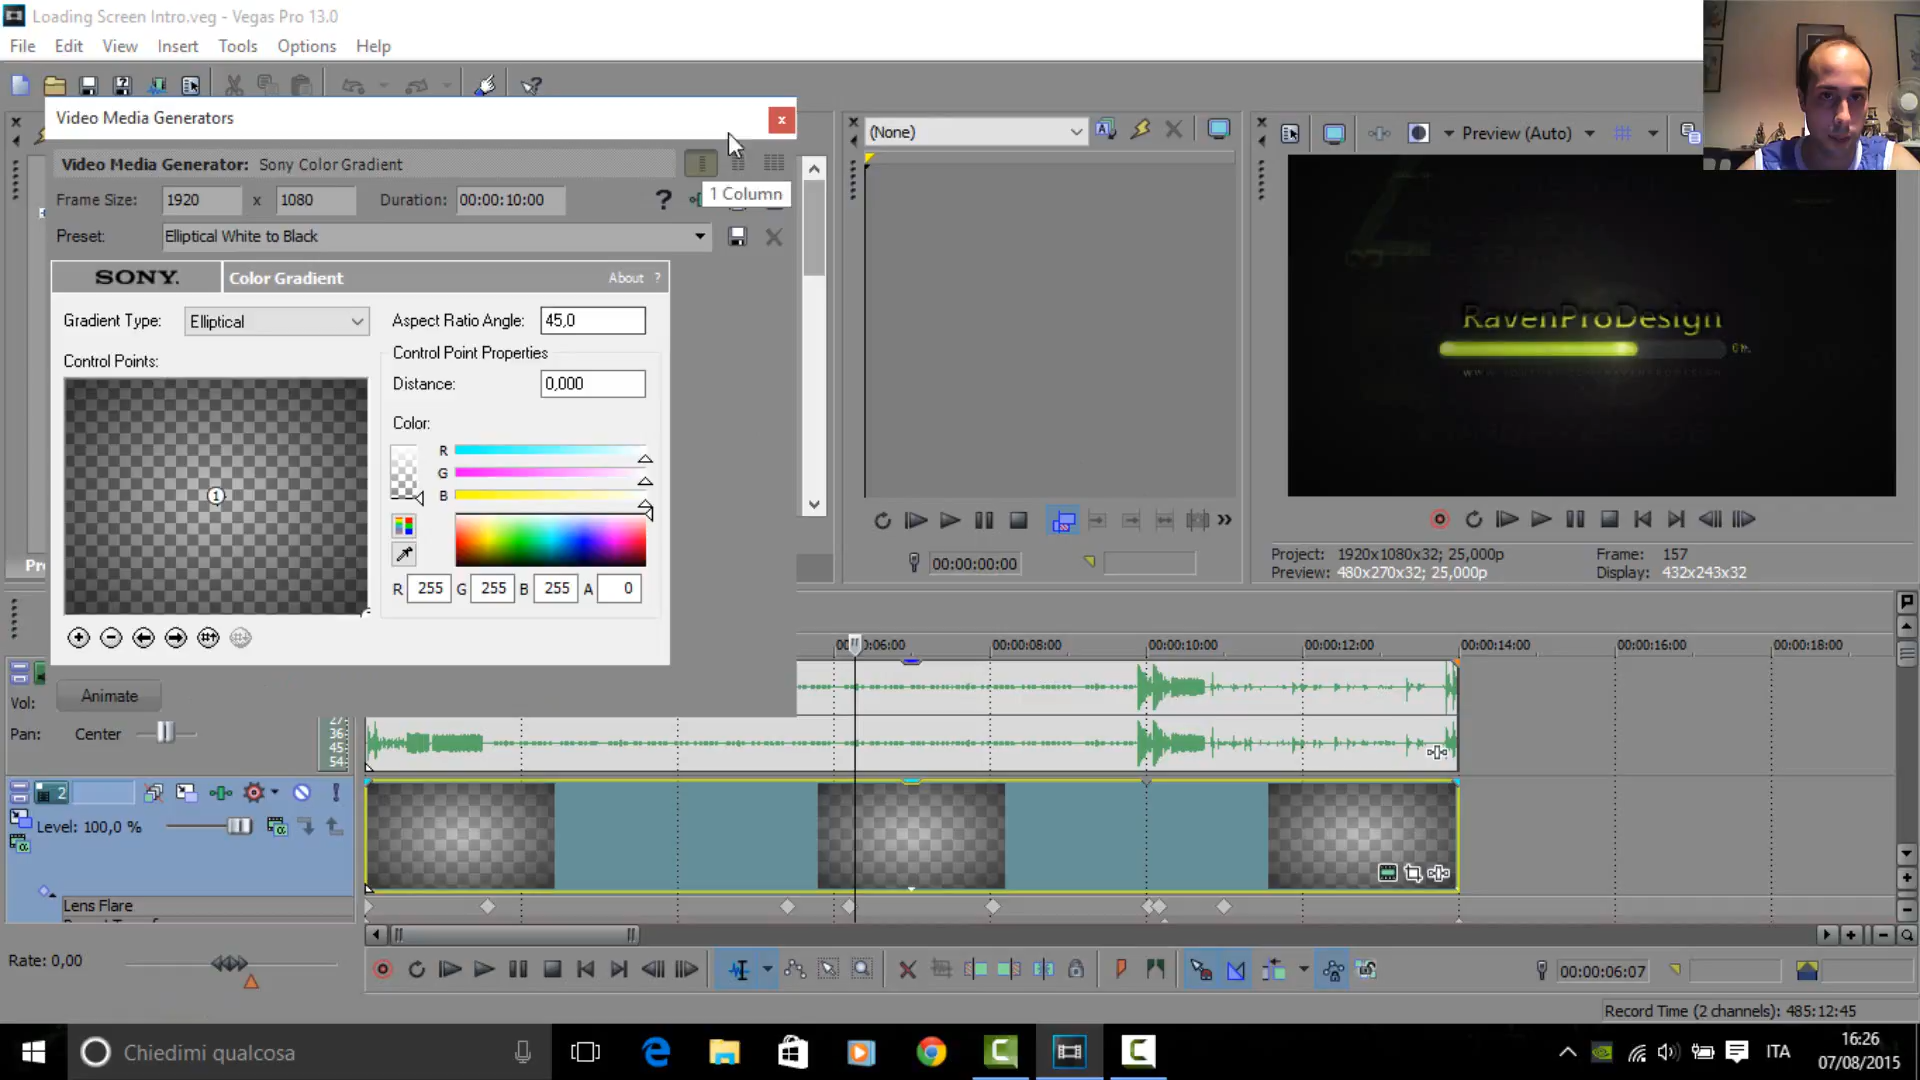 Loading Screen Intro.veg - Vegas Pro 13.0
File Edit View Insert Tools Options Help
Video Media Generators
x
Video Media Generator: Sony Color Gradient
1 Column
Frame Size: 1920 x 1080 Duration: 00:00:10:00 ?
Preset: Elliptical White to Black
SONY. Color Gradient About ?
Gradient Type: Elliptical
Aspect Ratio Angle: 45,0
Control Points:
Control Point Properties
Distance: 0,000
Color:
R
G
B
1
R 255 G 255 B 255 A 0
Animate
(None)
00:00:00:00
Preview (Auto)
RavenProDesign
Project: 1920x1080x32; 25,000p
Preview: 480x270x32; 25,000p
Frame: 157
Display: 432x243x32
00:00:08:00 00:00:10:00 00:00:12:00 00:00:14:00 00:00:16:00 00:00:18:00
Vol:
Pan: Center
36
45
54
2
Level: 100,0 %
Lens Flare
Rate: 0,00
00:00:06:07
Record Time (2 channels): 485:12:45
Chiedimi qualcosa
ITA
16:26
07/08/2015